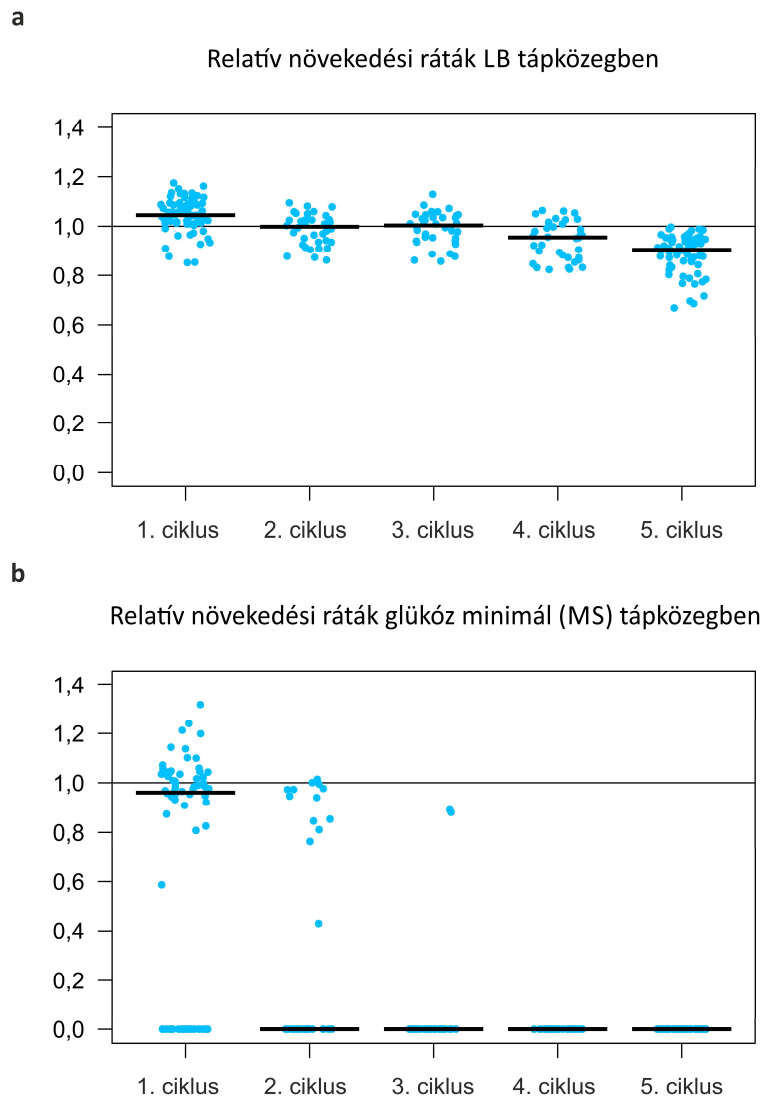 a
Relatív növekedési ráták LB tápközegben
1,4
1,2
1,0
0,8
0,6
0,4
0,2
0,0
1. ciklus 2. ciklus 3. ciklus 4. ciklus 5. ciklus
b
Relatív növekedési ráták glükóz minimál (MS) tápközegben
1,4
1,2
1,0
0,8
0,6
0,4
0,2
0,0
1. ciklus 2. ciklus 3. ciklus 4. ciklus 5. ciklus